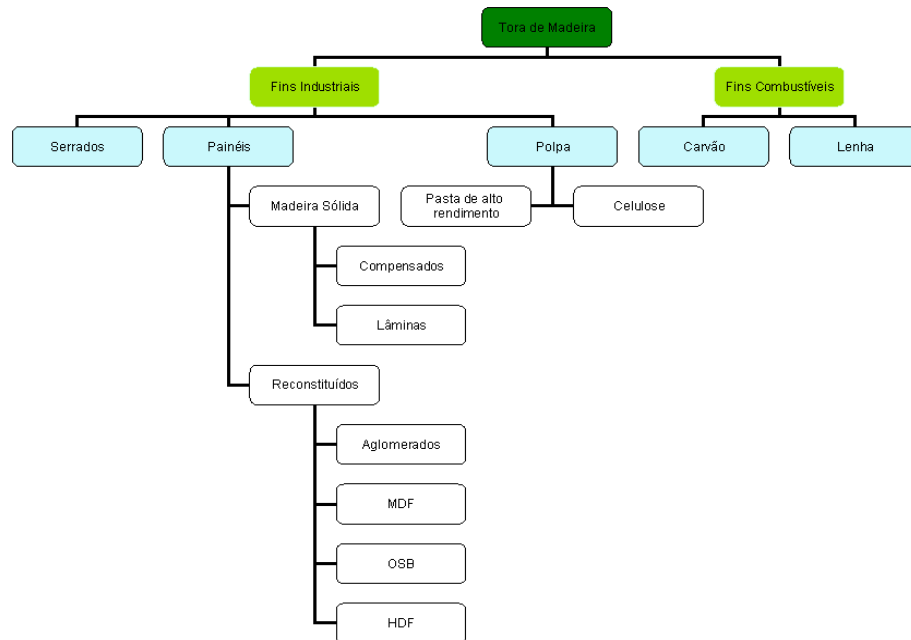 Tora de Madeira
Fins Industriais
Fins Combustíveis
Serrados
Painéis
Polpa
Carvão
Lenha
Madeira Sólida
Pasta de alto
rendimento
Celulose
Compensados
Lâminas
Reconstituídos
Aglomerados
MDF
OSB
HDF